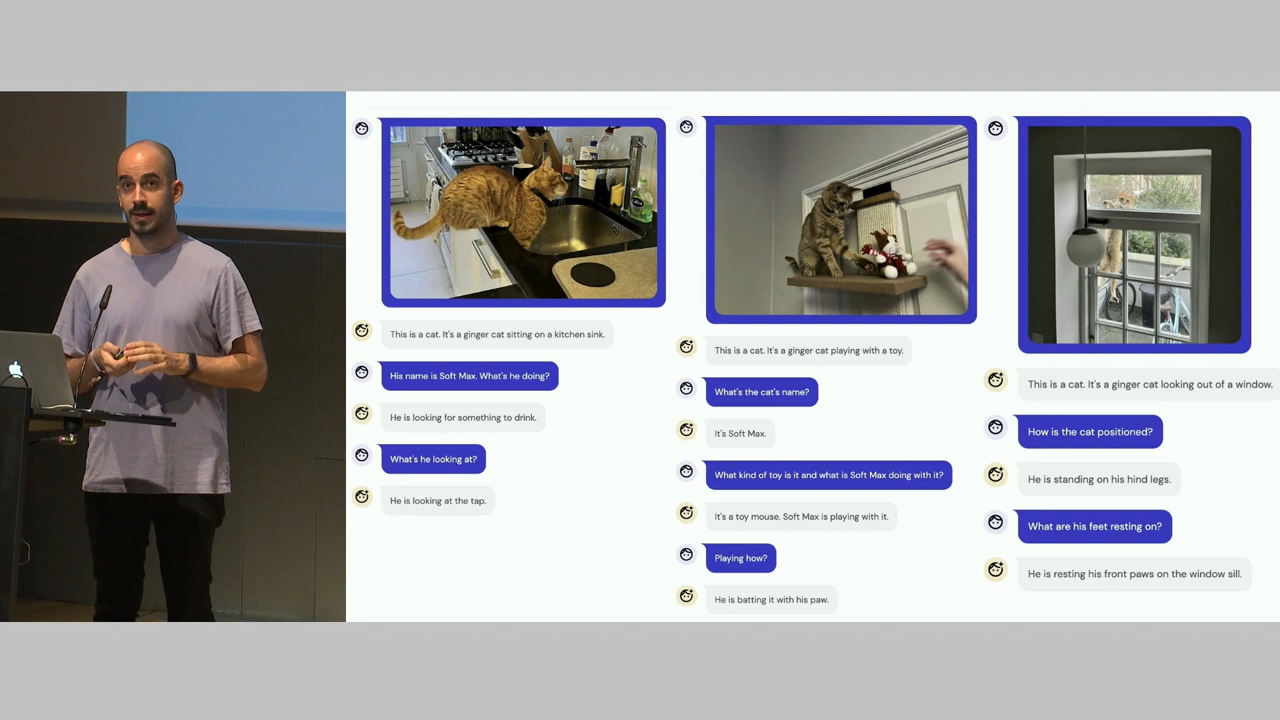 This is a cat. It's a ginger cat sitting on a kitchen sink.
His name is Soft Max. What's he doing?
He is looking for something to drink.
What's he looking at?
He is looking at the tap.
This is a cat. It's a ginger cat playing with a toy.
What's the cat's name?
It's Soft Max.
What kind of toy is it and what is Soft Max doing with it?
It's a toy mouse. Soft Max is playing with it.
Playing how?
He is batting it with his paw.
This is a cat. It's a ginger cat looking out of a window.
How is the cat positioned?
He is standing on his hind legs.
What are his feet resting on?
He is resting his front paws on the window sill.